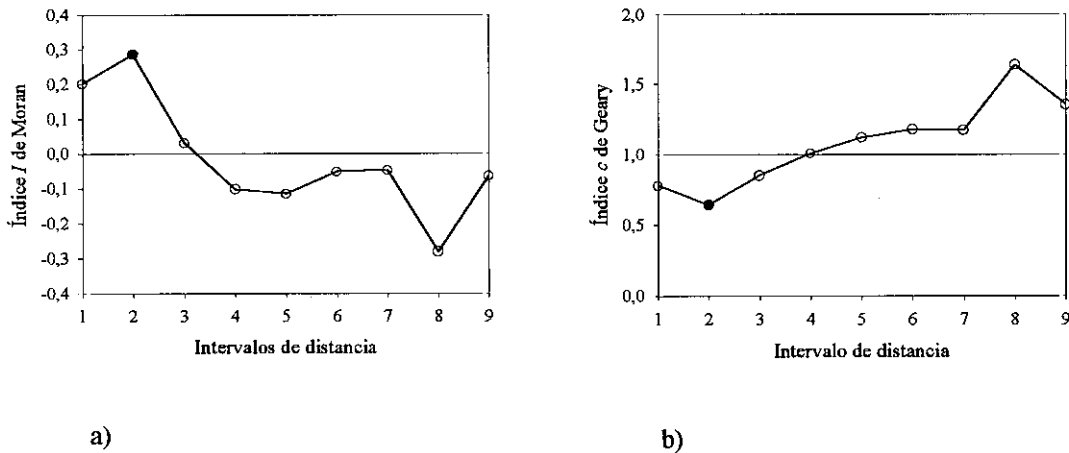 0,4
0,3
0,2
0,1
0,0
-0,1
-0,2
-0,3
-0,4
Índice I de Moran
1 2 3 4 5 6 7 8 9
Intervalos de distancia
a)
2,0
1,5
1,0
0,5
0,0
Índice c de Geary
1 2 3 4 5 6 7 8 9
Intervalo de distancia
b)